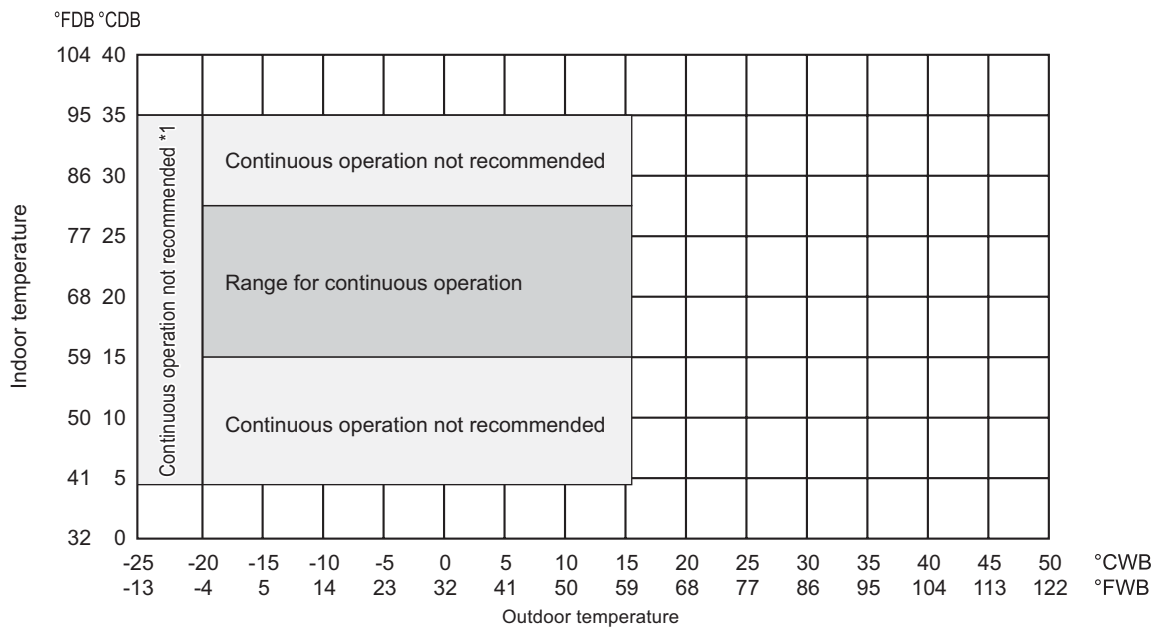 °FDB °CDB
104 40
95 35
86 30
77 25
68 20
59 15
50 10
41 5
32 0
Indoor temperature
Continuous operation not recommended *1
Continuous operation not recommended
Range for continuous operation
Continuous operation not recommended
-25 -20 -15 -10 -5 0 5 10 15 20 25 30 35 40 45 50 °CWB
-13 -4 5 14 23 32 41 50 59 68 77 86 95 104 113 122 °FWB
Outdoor temperature